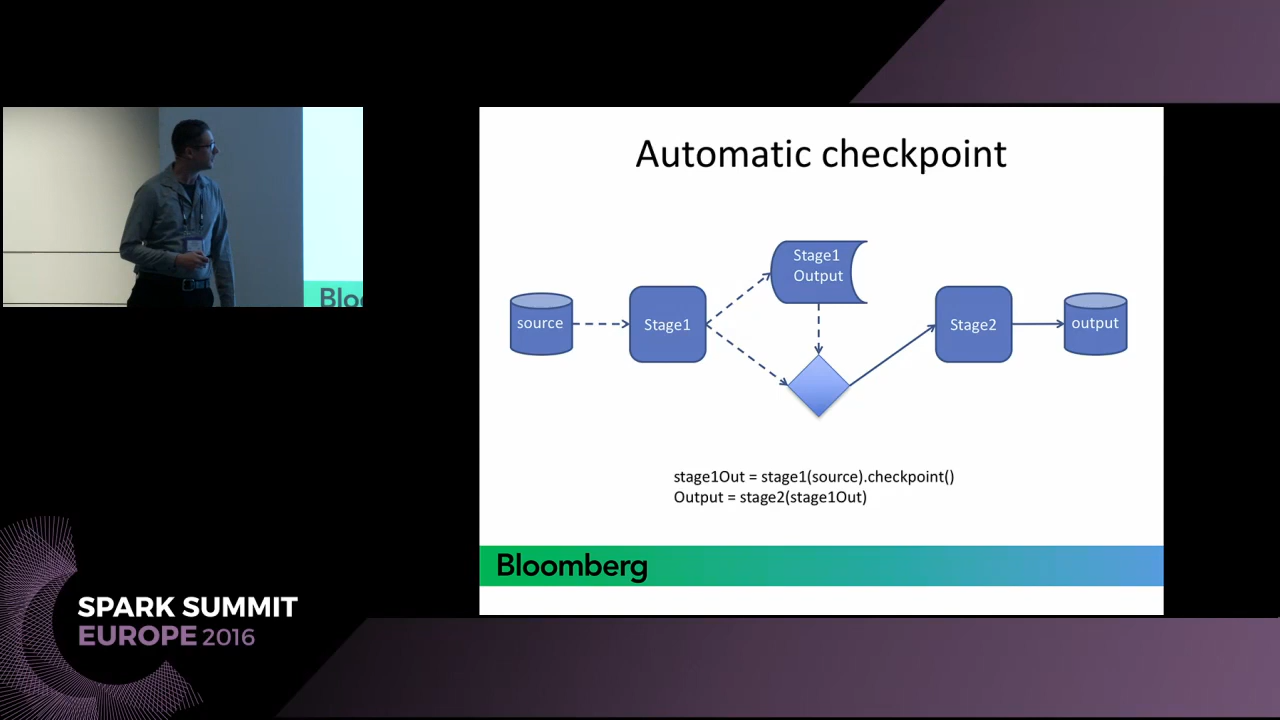 Automatic checkpoint
Stage1
Output
source
Stage1
Stage2
output
stage1Out = stage1(source).checkpoint()
Output = stage2(stage1Out)
Bloomberg
Bloo
SPARK SUMMIT
EUROPE 2016